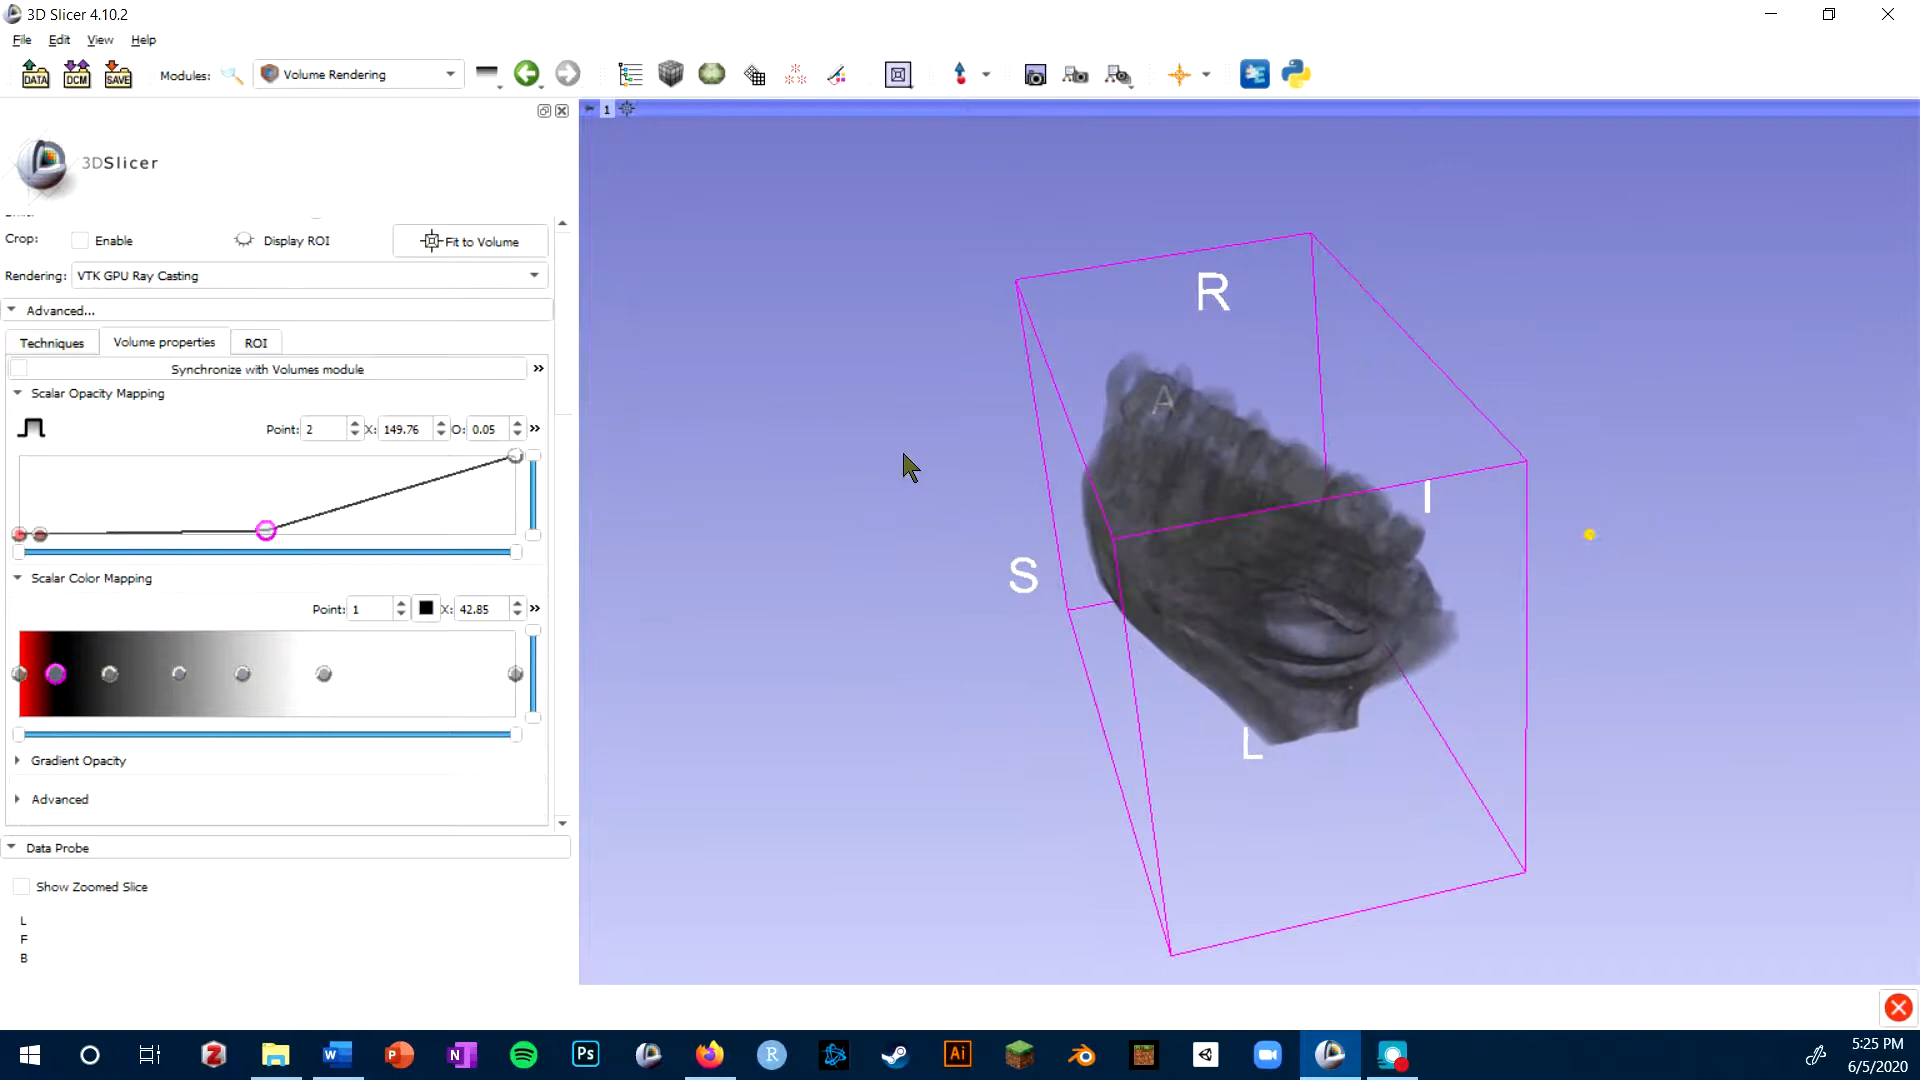 3D Slicer 4.10.2
File Edit View Help
DATA DCM SAVE Modules: Volume Rendering
1
3DSlicer
Crop: Enable Display ROI Fit to Volume
Rendering: VTK GPU Ray Casting
Advanced...
Techniques Volume properties ROI
Synchronize with Volumes module »
Scalar Opacity Mapping
Point: 2 X: 149.76 O: 0.05 »
Scalar Color Mapping
Point: 1 X: 42.85 »
Gradient Opacity
Advanced
Data Probe
Show Zoomed Slice
L
F
B
R
A
I
S
L
W P N Ps R Ai
5:25 PM
6/5/2020